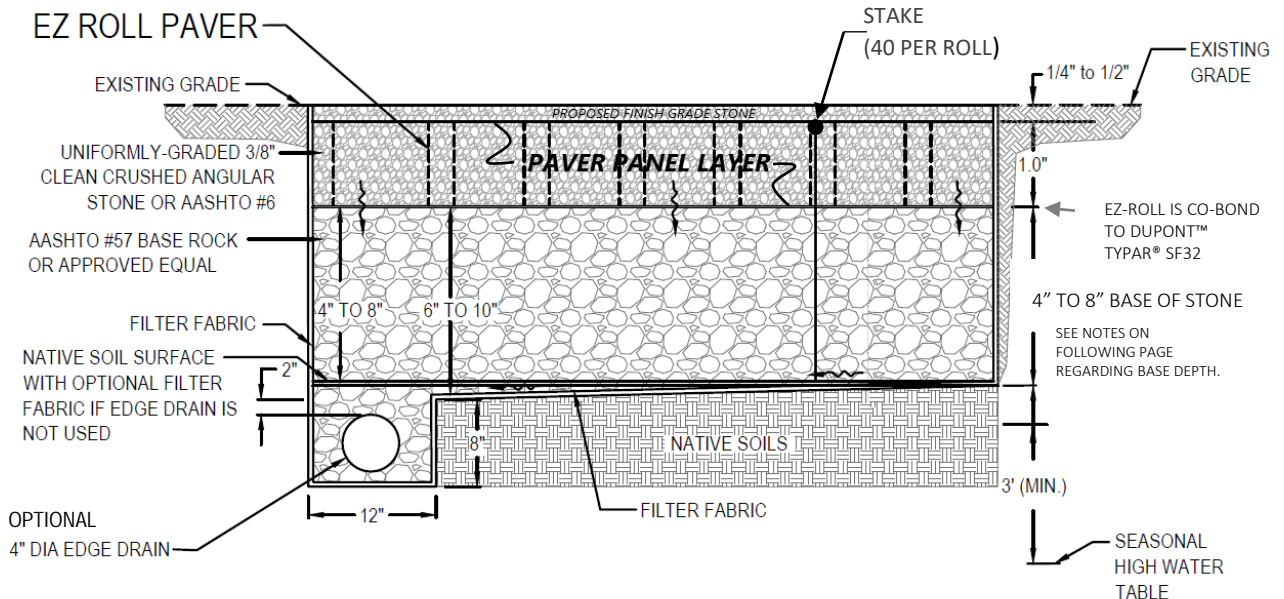 EZ ROLL PAVER
STAKE
(40 PER ROLL)
EXISTING
GRADE
1/4" to 1/2"
EXISTING GRADE
PROPOSED FINISH GRADE STONE
UNIFORMLY-GRADED 3/8"
CLEAN CRUSHED ANGULAR
STONE OR AASHTO #6
PAVER PANEL LAYER
1.0"
EZ-ROLL IS CO-BOND
TO DUPONT™
TYPAR® SF32
AASHTO #57 BASE ROCK
OR APPROVED EQUAL
4" TO 8"
6" TO 10"
4” TO 8” BASE OF STONE
SEE NOTES ON
FOLLOWING PAGE
REGARDING BASE DEPTH.
FILTER FABRIC
NATIVE SOIL SURFACE
WITH OPTIONAL FILTER
FABRIC IF EDGE DRAIN IS
NOT USED
2"
8"
NATIVE SOILS
3' (MIN.)
12"
FILTER FABRIC
OPTIONAL
4" DIA EDGE DRAIN
SEASONAL
HIGH WATER
TABLE